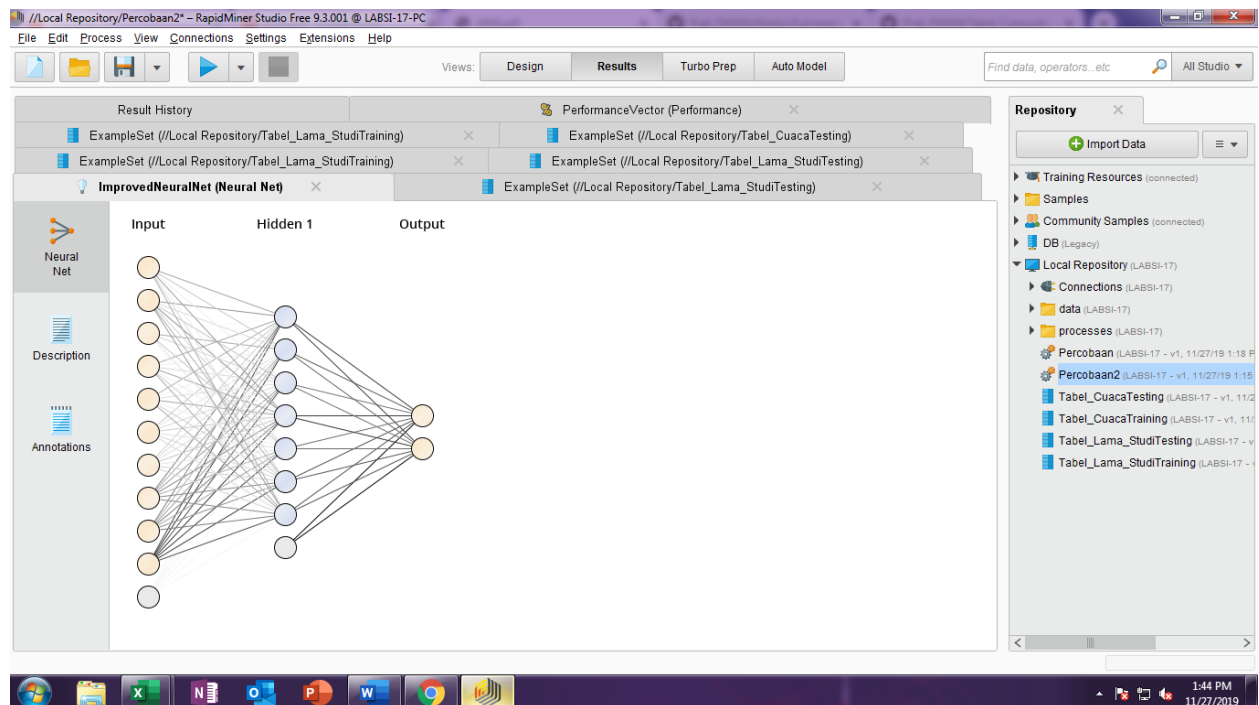 //Local Repository/Percobaan2* – RapidMiner Studio Free 9.3.001 @ LABSI-17-PC
File Edit Process View Connections Settings Extensions Help
Views: Design Results Turbo Prep Auto Model
Find data, operators...etc
All Studio
Result History
PerformanceVector (Performance)
ExampleSet (//Local Repository/Tabel_Lama_StudiTraining)
ExampleSet (//Local Repository/Tabel_CuacaTesting)
ExampleSet (//Local Repository/Tabel_Lama_StudiTraining)
ExampleSet (//Local Repository/Tabel_Lama_StudiTesting)
ImprovedNeuralNet (Neural Net)
ExampleSet (//Local Repository/Tabel_Lama_StudiTesting)
Neural
Net
Description
Annotations
Input Hidden 1 Output
Repository
Import Data
Training Resources (connected)
Samples
Community Samples (connected)
DB (Legacy)
Local Repository (LABSI-17)
Connections (LABSI-17)
data (LABSI-17)
processes (LABSI-17)
Percobaan (LABSI-17 - v1, 11/27/19 1:18 P
Percobaan2 (LABSI-17 - v1, 11/27/19 1:15
Tabel_CuacaTesting (LABSI-17 - v1, 11/2
Tabel_CuacaTraining (LABSI-17 - v1, 11/
Tabel_Lama_StudiTesting (LABSI-17 - v
Tabel_Lama_StudiTraining (LABSI-17 -
1:44 PM
11/27/2019